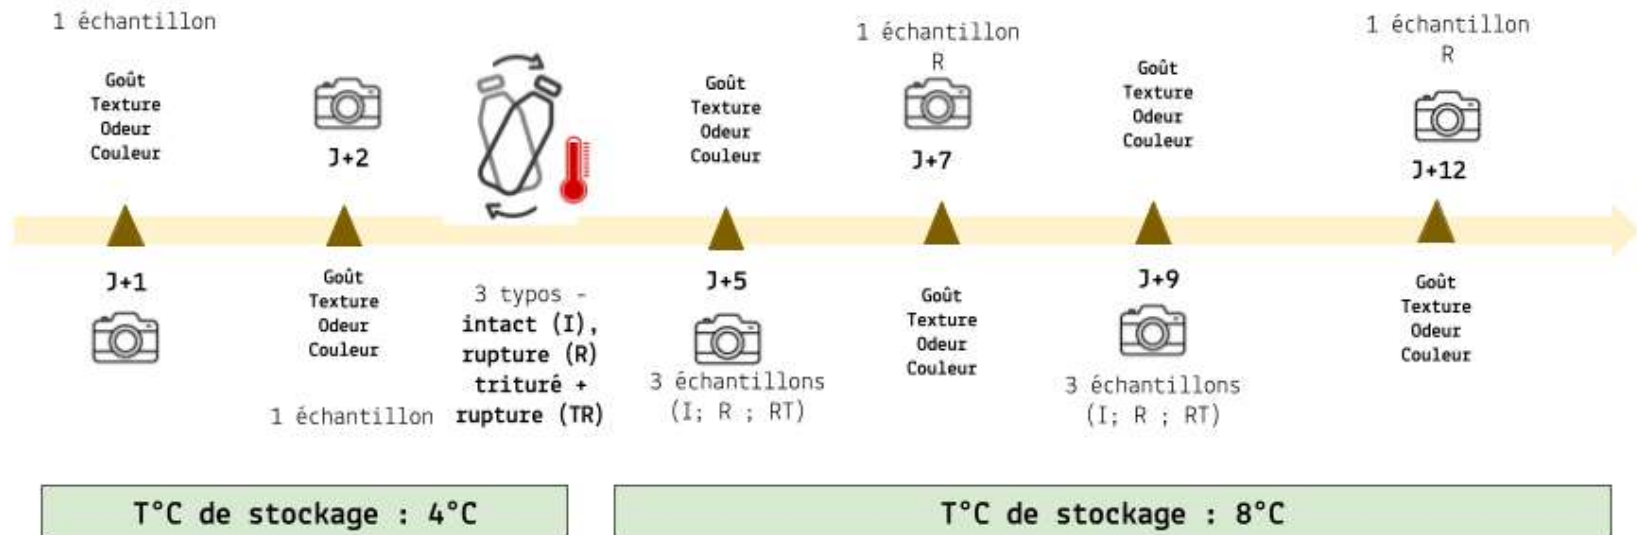 1 échantillon
Goût
Texture
Odeur
Couleur
J+1
J+2
Goût
Texture
Odeur
Couleur
1 échantillon
3 typos -
intact (I),
rupture (R)
trituré +
rupture (TR)
Goût
Texture
Odeur
Couleur
J+5
3 échantillons
(I; R ; RT)
1 échantillon
R
J+7
Goût
Texture
Odeur
Couleur
Goût
Texture
Odeur
Couleur
J+9
3 échantillons
(I; R ; RT)
1 échantillon
R
J+12
Goût
Texture
Odeur
Couleur
T°C de stockage : 4°C
T°C de stockage : 8°C